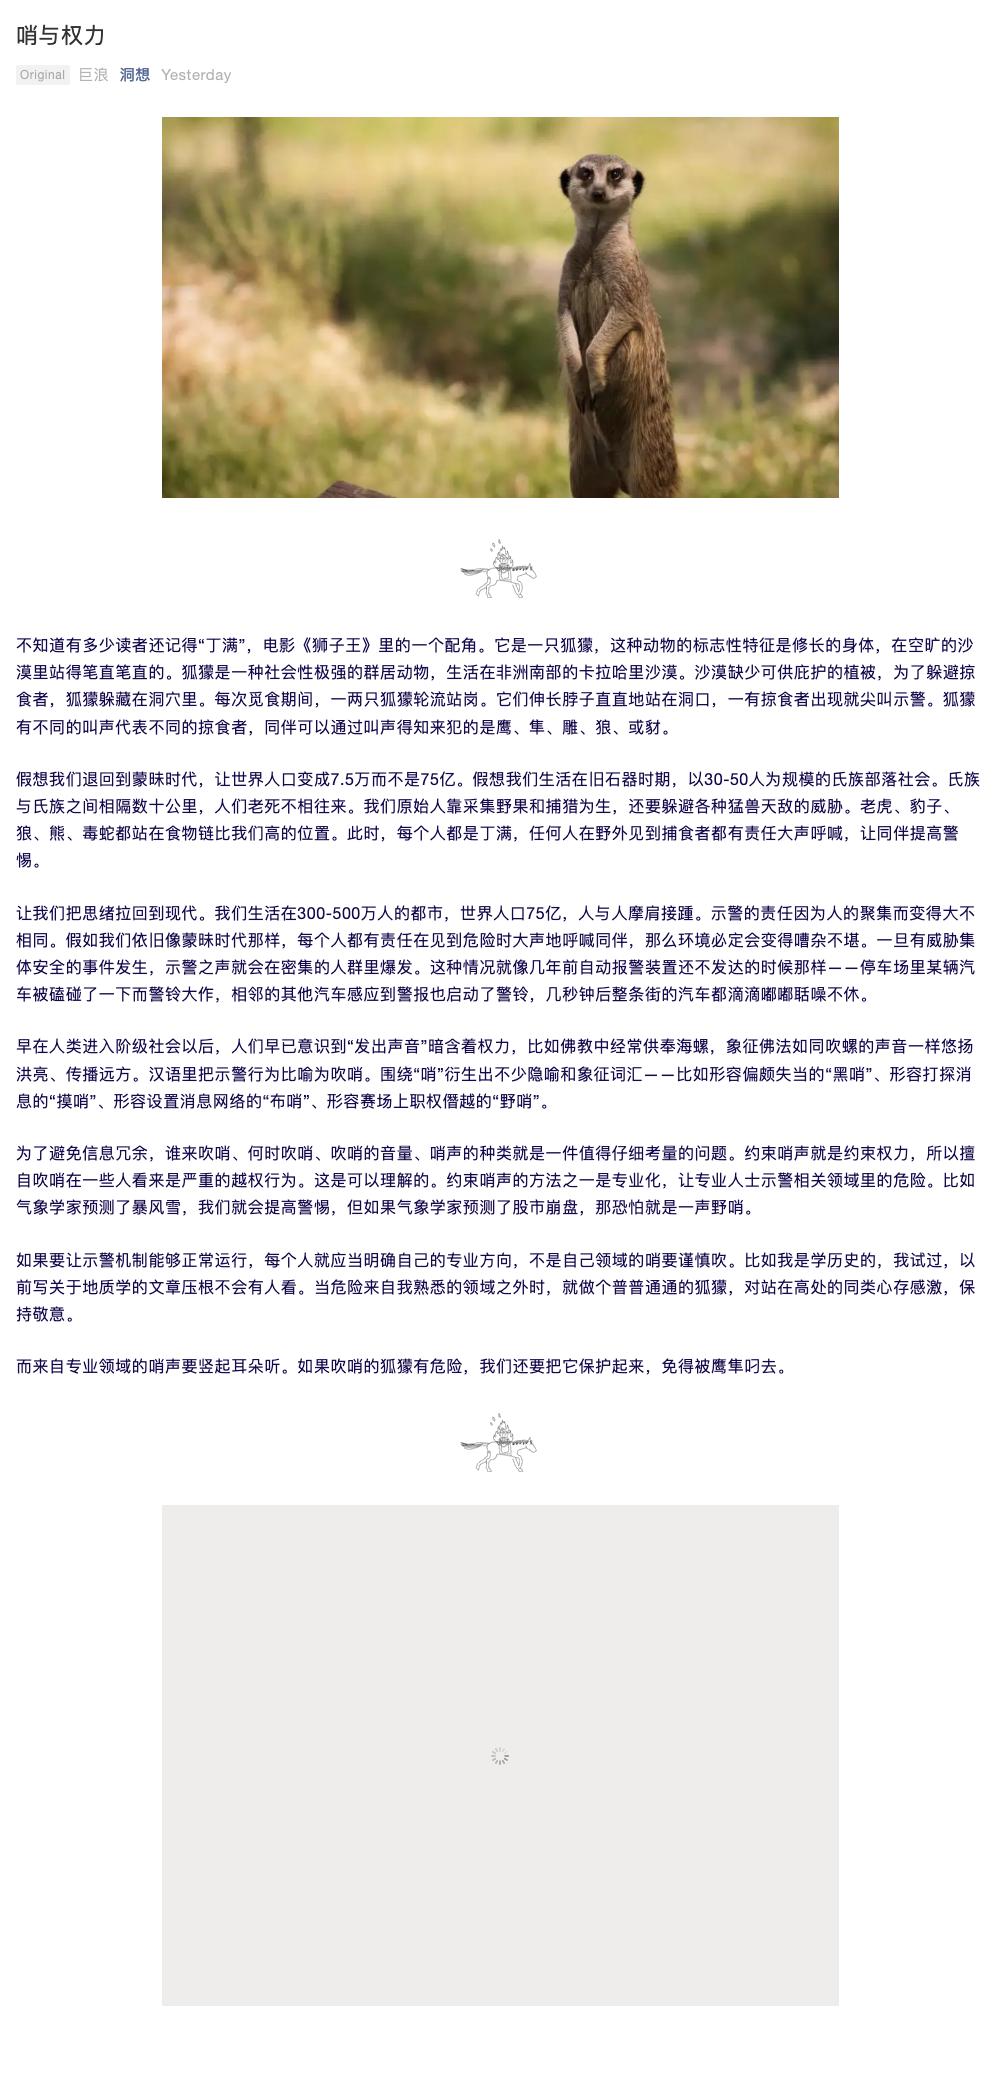 哨与权力
Original 巨浪 洞想 Yesterday
不知道有多少读者还记得“丁满”，电影《狮子王》里的一个配角。它是一只狐獴，这种动物的标志性特征是修长的身体，在空旷的沙
漠里站得笔直笔直的。狐獴是一种社会性极强的群居动物，生活在非洲南部的卡拉哈里沙漠。沙漠缺少可供庇护的植被，为了躲避掠
食者，狐獴躲藏在洞穴里。每次觅食期间，一两只狐獴轮流站岗。它们伸长脖子直直地站在洞口，一有掠食者出现就尖叫示警。狐獴
有不同的叫声代表不同的掠食者，同伴可以通过叫声得知来犯的是鹰、隼、雕、狼、或豺。
假想我们退回到蒙昧时代，让世界人口变成7.5万而不是75亿。假想我们生活在旧石器时期，以30-50人为规模的氏族部落社会。氏族
与氏族之间相隔数十公里，人们老死不相往来。我们原始人靠采集野果和捕猎为生，还要躲避各种猛兽天敌的威胁。老虎、豹子、
狼、熊、毒蛇都站在食物链比我们高的位置。此时，每个人都是丁满，任何人在野外见到捕食者都有责任大声呼喊，让同伴提高警
惕。
让我们把思绪拉回到现代。我们生活在300-500万人的都市，世界人口75亿，人与人摩肩接踵。示警的责任因为人的聚集而变得大不
相同。假如我们依旧像蒙昧时代那样，每个人都有责任在见到危险时大声地呼喊同伴，那么环境必定会变得嘈杂不堪。一旦有威胁集
体安全的事件发生，示警之声就会在密集的人群里爆发。这种情况就像几年前自动报警装置还不发达的时候那样——停车场里某辆汽
车被磕碰了一下而警铃大作，相邻的其他汽车感应到警报也启动了警铃，几秒钟后整条街的汽车都滴滴嘟嘟聒噪不休。
早在人类进入阶级社会以后，人们早已意识到“发出声音”暗含着权力，比如佛教中经常供奉海螺，象征佛法如同吹螺的声音一样悠扬
洪亮、传播远方。汉语里把示警行为比喻为吹哨。围绕“哨”衍生出不少隐喻和象征词汇——比如形容偏颇失当的“黑哨”、形容打探消
息的“摸哨”、形容设置消息网络的“布哨”、形容赛场上职权僭越的“野哨”。
为了避免信息冗余，谁来吹哨、何时吹哨、吹哨的音量、哨声的种类就是一件值得仔细考量的问题。约束哨声就是约束权力，所以擅
自吹哨在一些人看来是严重的越权行为。这是可以理解的。约束哨声的方法之一是专业化，让专业人士示警相关领域里的危险。比如
气象学家预测了暴风雪，我们就会提高警惕，但如果气象学家预测了股市崩盘，那恐怕就是一声野哨。
如果要让示警机制能够正常运行，每个人就应当明确自己的专业方向，不是自己领域的哨要谨慎吹。比如我是学历史的，我试过，以
前写关于地质学的文章压根不会有人看。当危险来自我熟悉的领域之外时，就做个普普通通的狐獴，对站在高处的同类心存感激，保
持敬意。
而来自专业领域的哨声要竖起耳朵听。如果吹哨的狐獴有危险，我们还要把它保护起来，免得被鹰隼叼去。